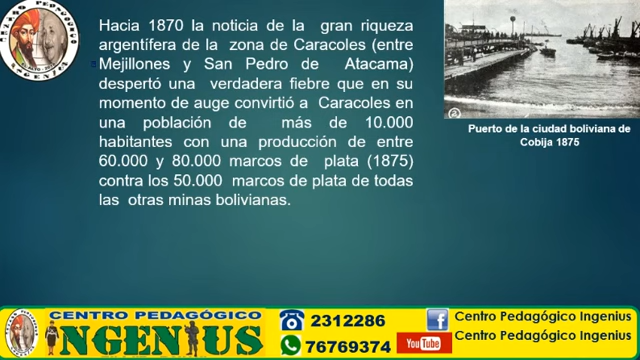 Hacia 1870 la noticia de la gran riqueza
argentífera de la zona de Caracoles (entre
Mejillones y San Pedro de Atacama)
despertó una verdadera fiebre que en su
momento de auge convirtió a Caracoles en
una población de más de 10.000
habitantes con una producción de entre
60.000 y 80.000 marcos de plata (1875)
contra los 50.000 marcos de plata de todas
las otras minas bolivianas.
Puerto de la ciudad boliviana de
Cobija 1875
CENTRO PEDAGÓGICO
INGENIUS
2312286
76769374
Centro Pedagógico Ingenius
YouTube
Centro Pedagógico Ingenius